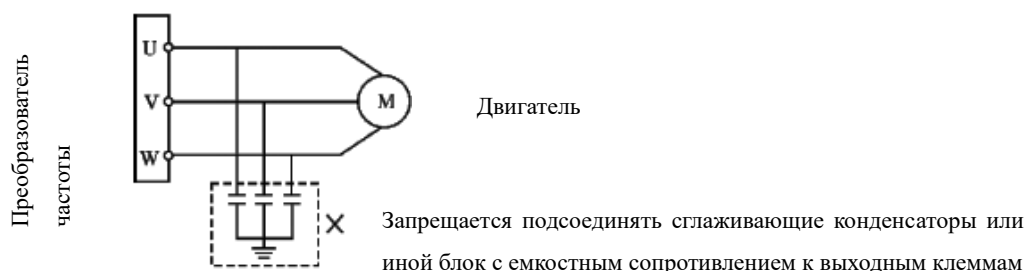 Преобразователь
частоты
U
V
W
M
Двигатель
Запрещается подсоединять сглаживающие конденсаторы или
иной блок с емкостным сопротивлением к выходным клеммам